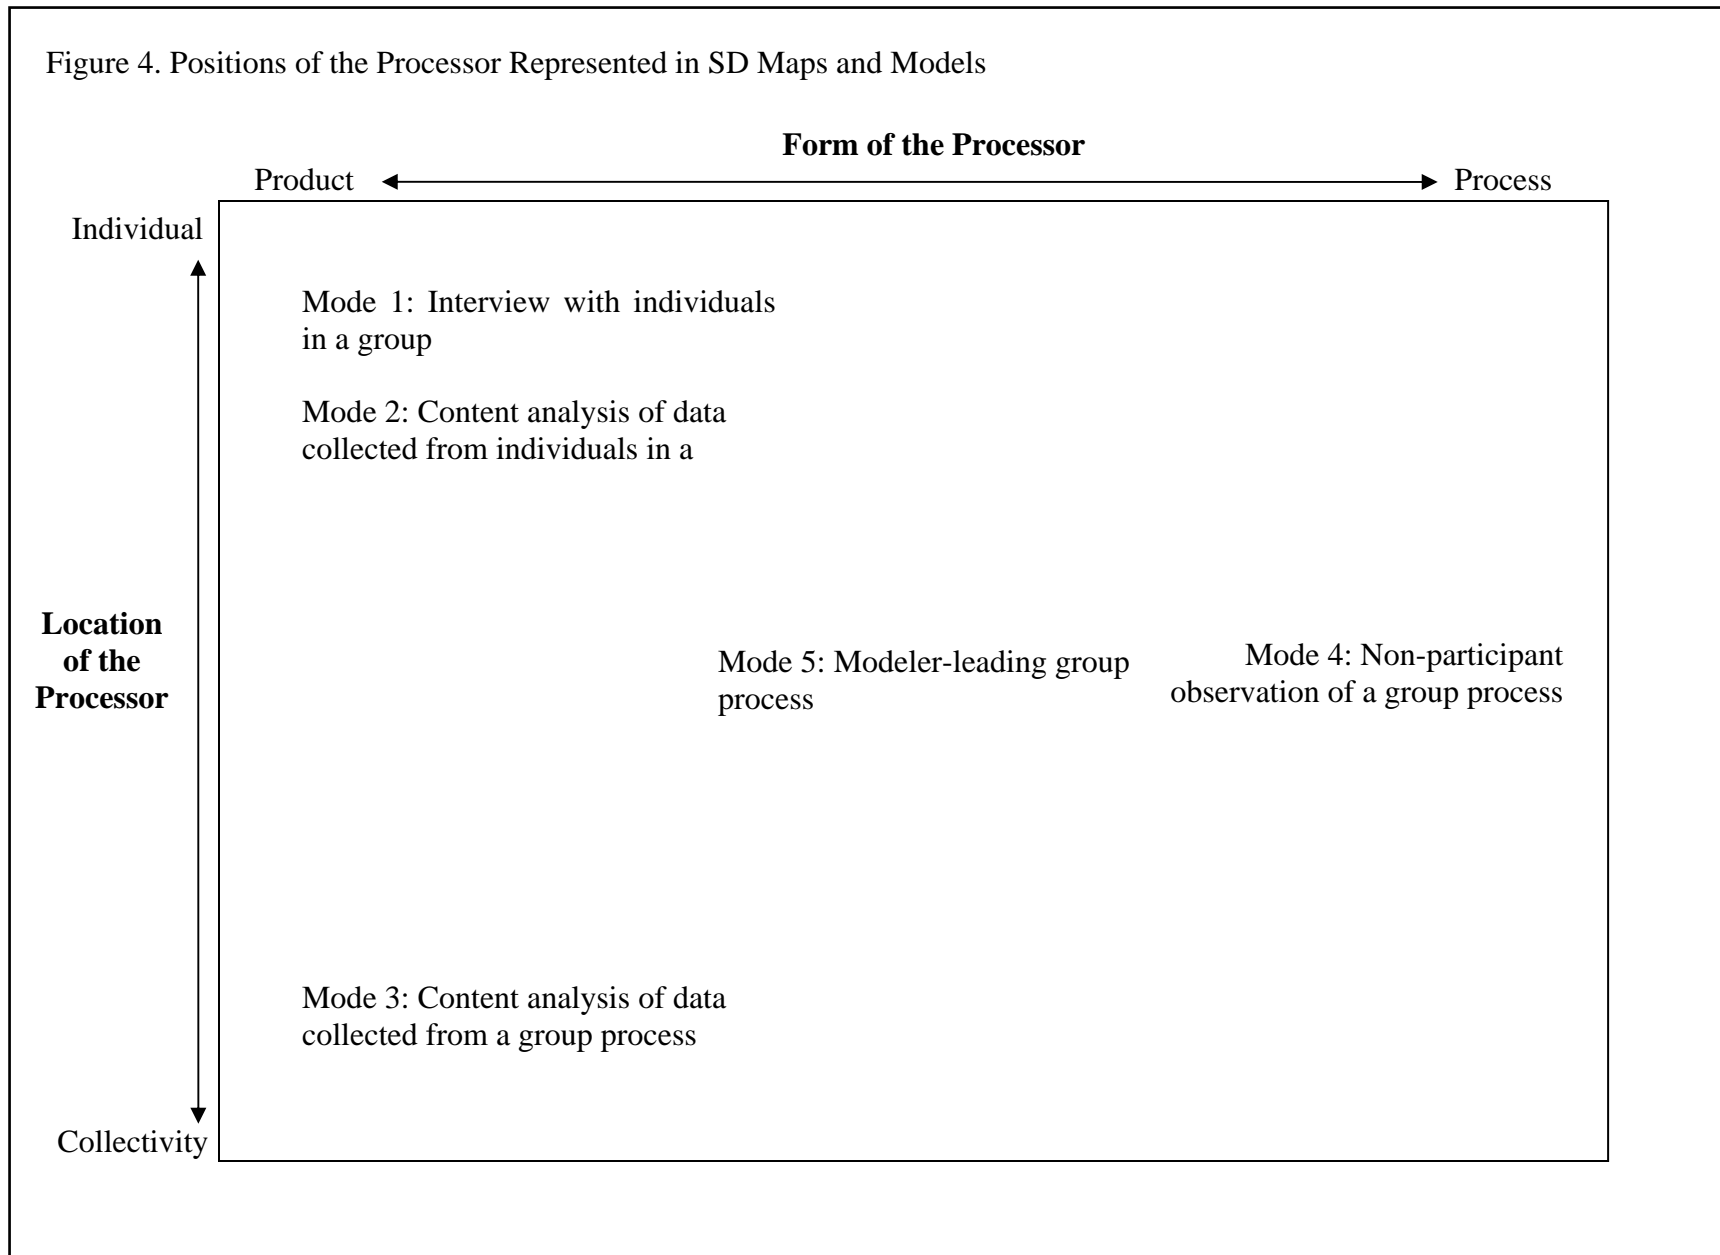 Figure 4. Positions of the Processor Represented in SD Maps and Models
Form of the Processor
Product
Process
Individual
Mode 1: Interview with individuals
in a group
Mode 2: Content analysis of data
collected from individuals in a
Location
of the
Processor
Mode 5: Modeler-leading group
process
Mode 4: Non-participant
observation of a group process
Mode 3: Content analysis of data
collected from a group process
Collectivity